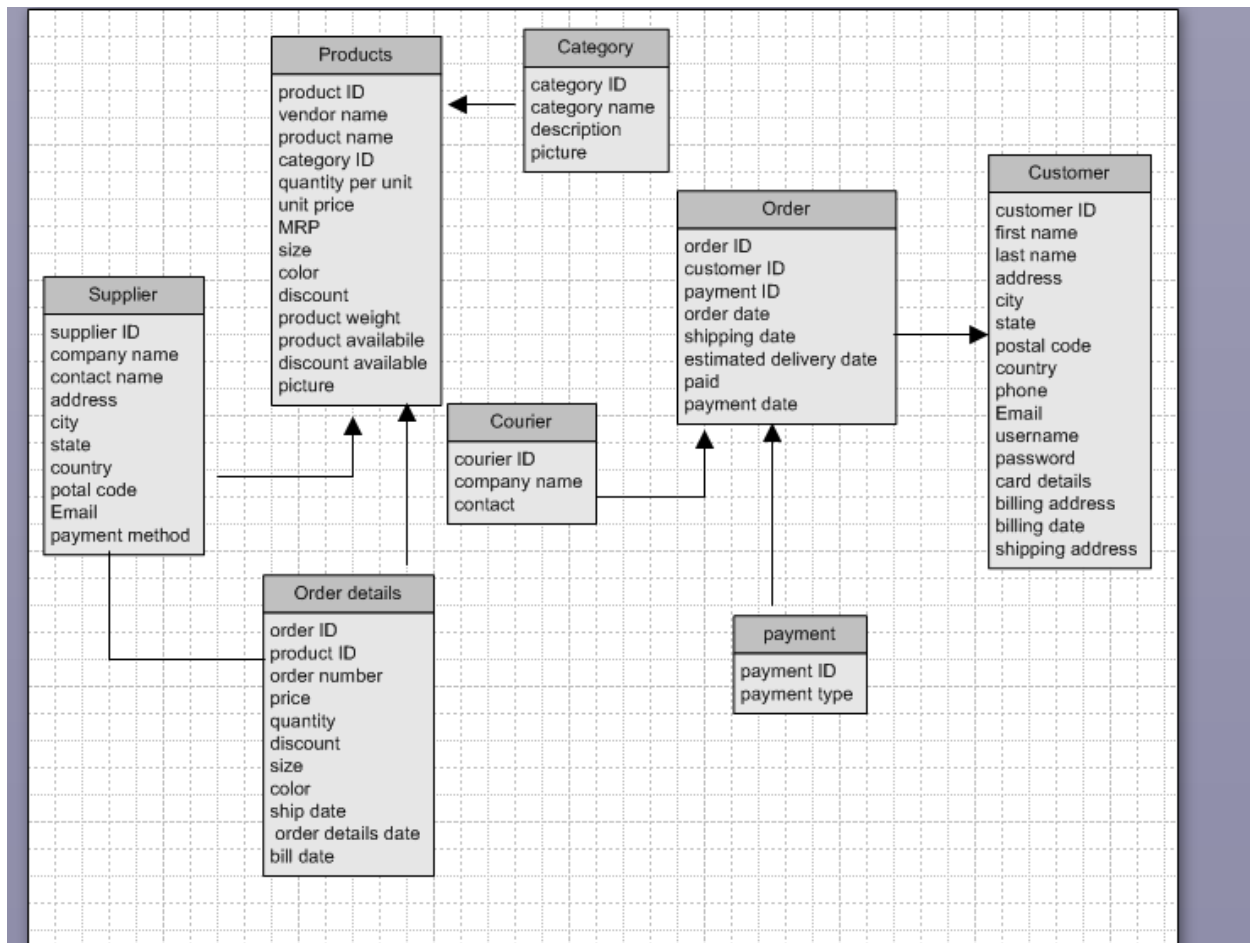 Products
product ID
vendor name
product name
category ID
quantity per unit
unit price
MRP
size
color
discount
product weight
product availabile
discount available
picture
Category
category ID
category name
description
picture
Customer
customer ID
first name
last name
address
city
state
postal code
country
phone
Email
username
password
card details
billing address
billing date
shipping address
Order
order ID
customer ID
payment ID
order date
shipping date
estimated delivery date
paid
payment date
Supplier
supplier ID
company name
contact name
address
city
state
country
potal code
Email
payment method
Courier
courier ID
company name
contact
Order details
order ID
product ID
order number
price
quantity
discount
size
color
ship date
order details date
bill date
payment
payment ID
payment type